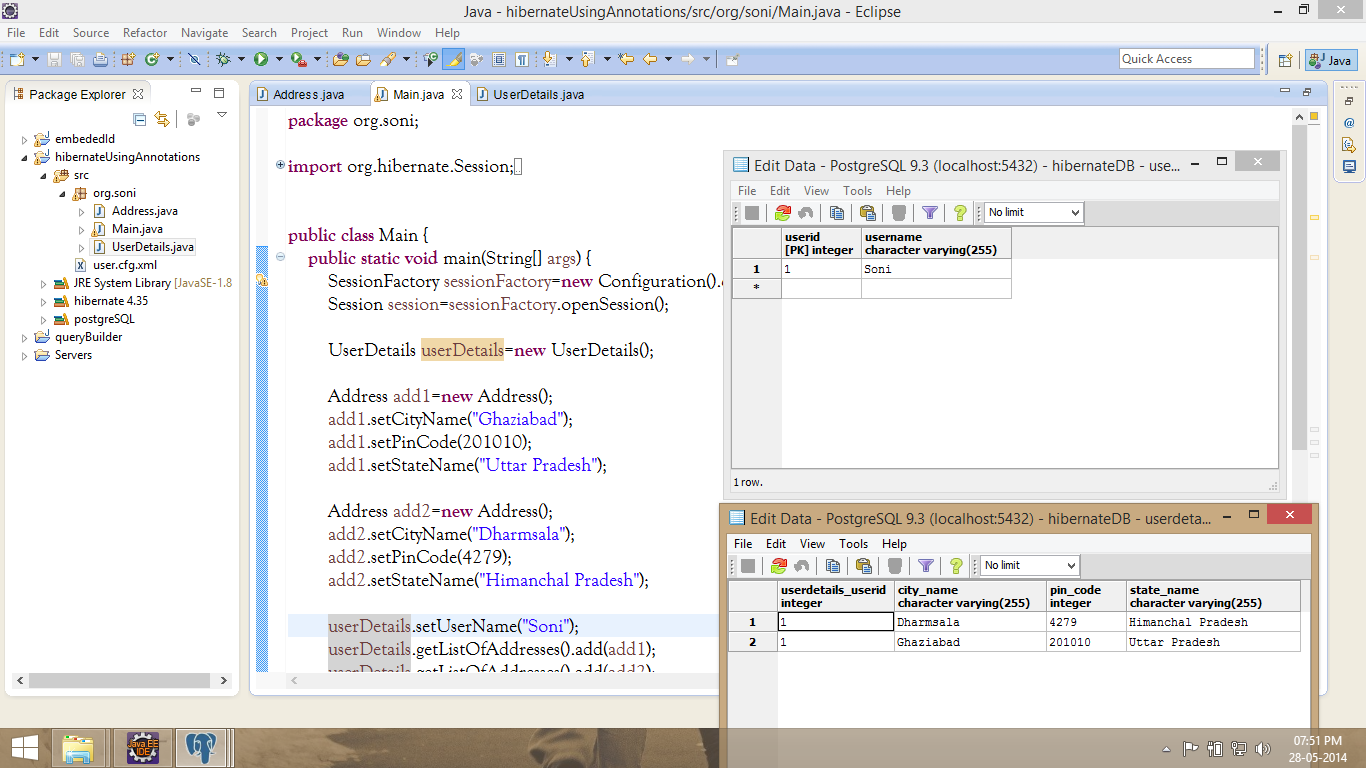 Java - hibernateUsingAnnotations/src/org/soni/Main.java - Eclipse
File Edit Source Refactor Navigate Search Project Run Window Help
Quick Access
Java
Package Explorer
embededId
hibernateUsingAnnotations
src
org.soni
Address.java
Main.java
UserDetails.java
user.cfg.xml
JRE System Library [JavaSE-1.8
hibernate 4.35
postgreSQL
queryBuilder
Servers
Address.java Main.java UserDetails.java
package org.soni;
import org.hibernate.Session;
public class Main {
public static void main(String[] args) {
SessionFactory sessionFactory=new Configuration().
Session session=sessionFactory.openSession();
UserDetails userDetails=new UserDetails();
Address add1=new Address();
add1.setCityName("Ghaziabad");
add1.setPinCode(201010);
add1.setStateName("Uttar Pradesh");
Address add2=new Address();
add2.setCityName("Dharmsala");
add2.setPinCode(4279);
add2.setStateName("Himanchal Pradesh");
userDetails.setUserName("Soni");
userDetails.getListOfAddresses().add(add1);
userDetails.getListOfAddresses().add(add2);
Edit Data - PostgreSQL 9.3 (localhost:5432) - hibernateDB - use...
File Edit View Tools Help
No limit
userid username
[PK] integer character varying(255)
1 1 Soni
*
1 row.
Edit Data - PostgreSQL 9.3 (localhost:5432) - hibernateDB - userdeta...
File Edit View Tools Help
No limit
userdetails_userid city_name pin_code state_name
integer character varying(255) integer character varying(255)
1 1 Dharmsala 4279 Himanchal Pradesh
2 1 Ghaziabad 201010 Uttar Pradesh
Java EE
IDE
07:51 PM
28-05-2014